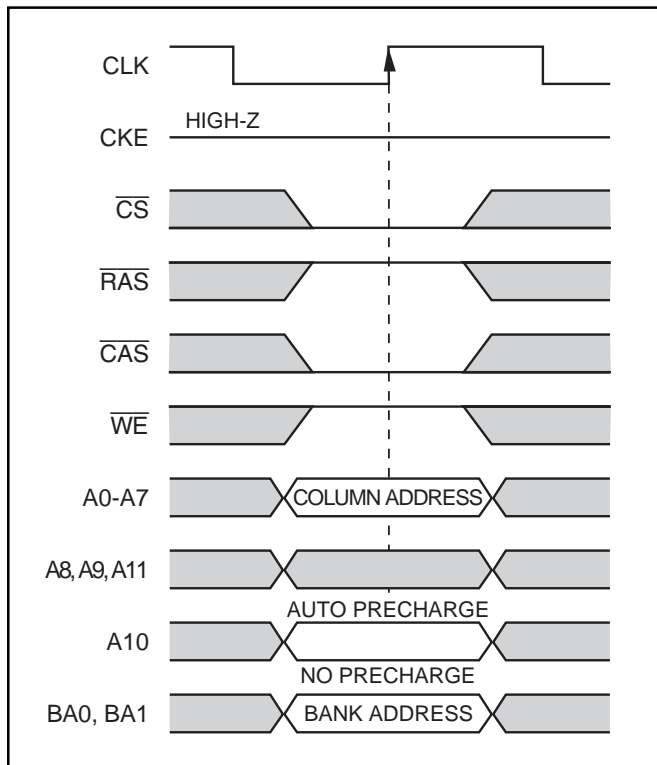 CLK
HIGH-Z
CKE
CS
RAS
CAS
WE
A0-A7 COLUMN ADDRESS
A8, A9, A11
AUTO PRECHARGE
A10
NO PRECHARGE
BA0, BA1 BANK ADDRESS